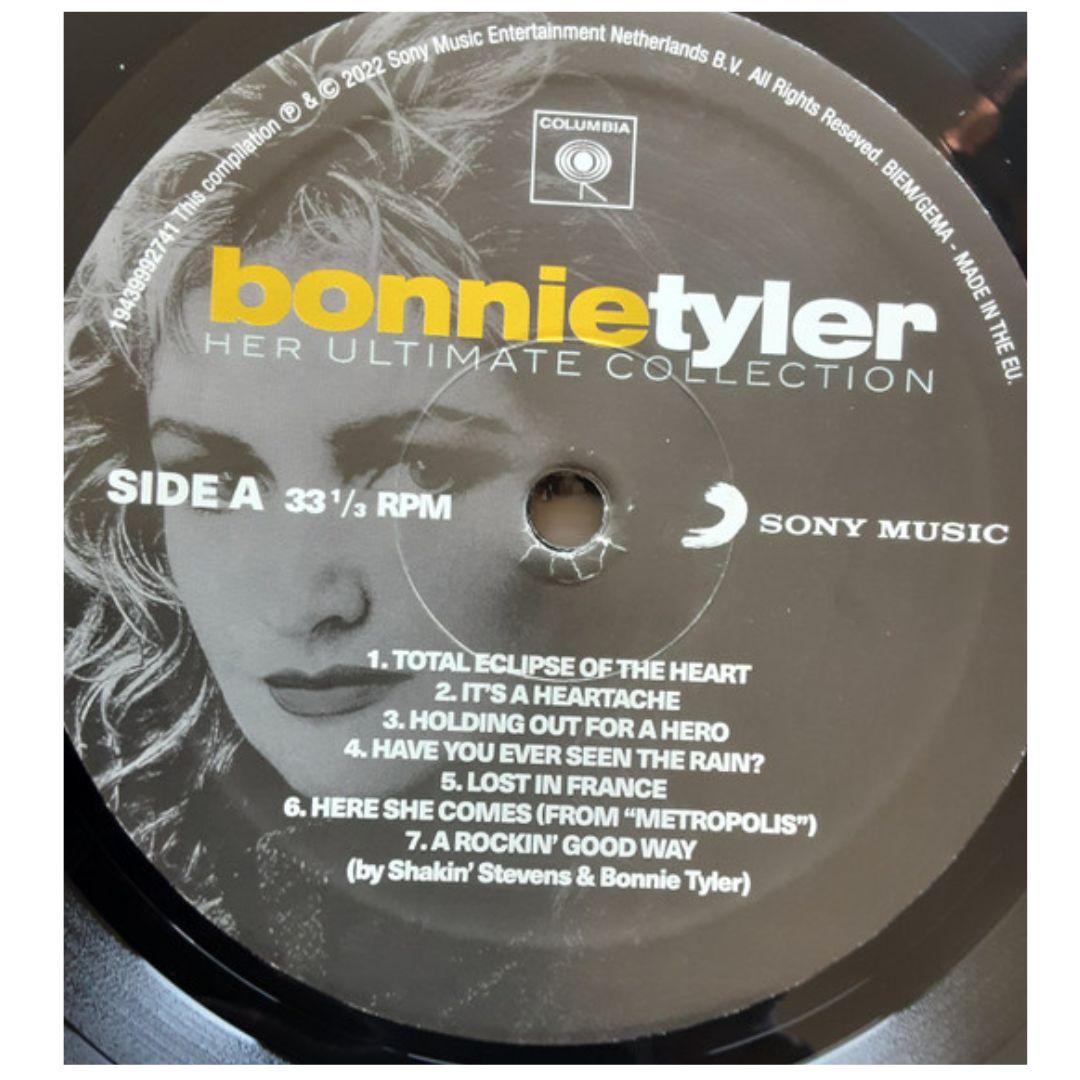 19439992741 This compilation ℗ & © 2022 Sony Music Entertainment Netherlands B.V. All Rights Reseved. BIEM/GEMA - MADE IN THE EU.
COLUMBIA
bonnietyler
HER ULTIMATE COLLECTION
SIDE A 33 1/3 RPM
SONY MUSIC
1. TOTAL ECLIPSE OF THE HEART
2. IT'S A HEARTACHE
3. HOLDING OUT FOR A HERO
4. HAVE YOU EVER SEEN THE RAIN?
5. LOST IN FRANCE
6. HERE SHE COMES (FROM “METROPOLIS”)
7. A ROCKIN' GOOD WAY
(by Shakin' Stevens & Bonnie Tyler)